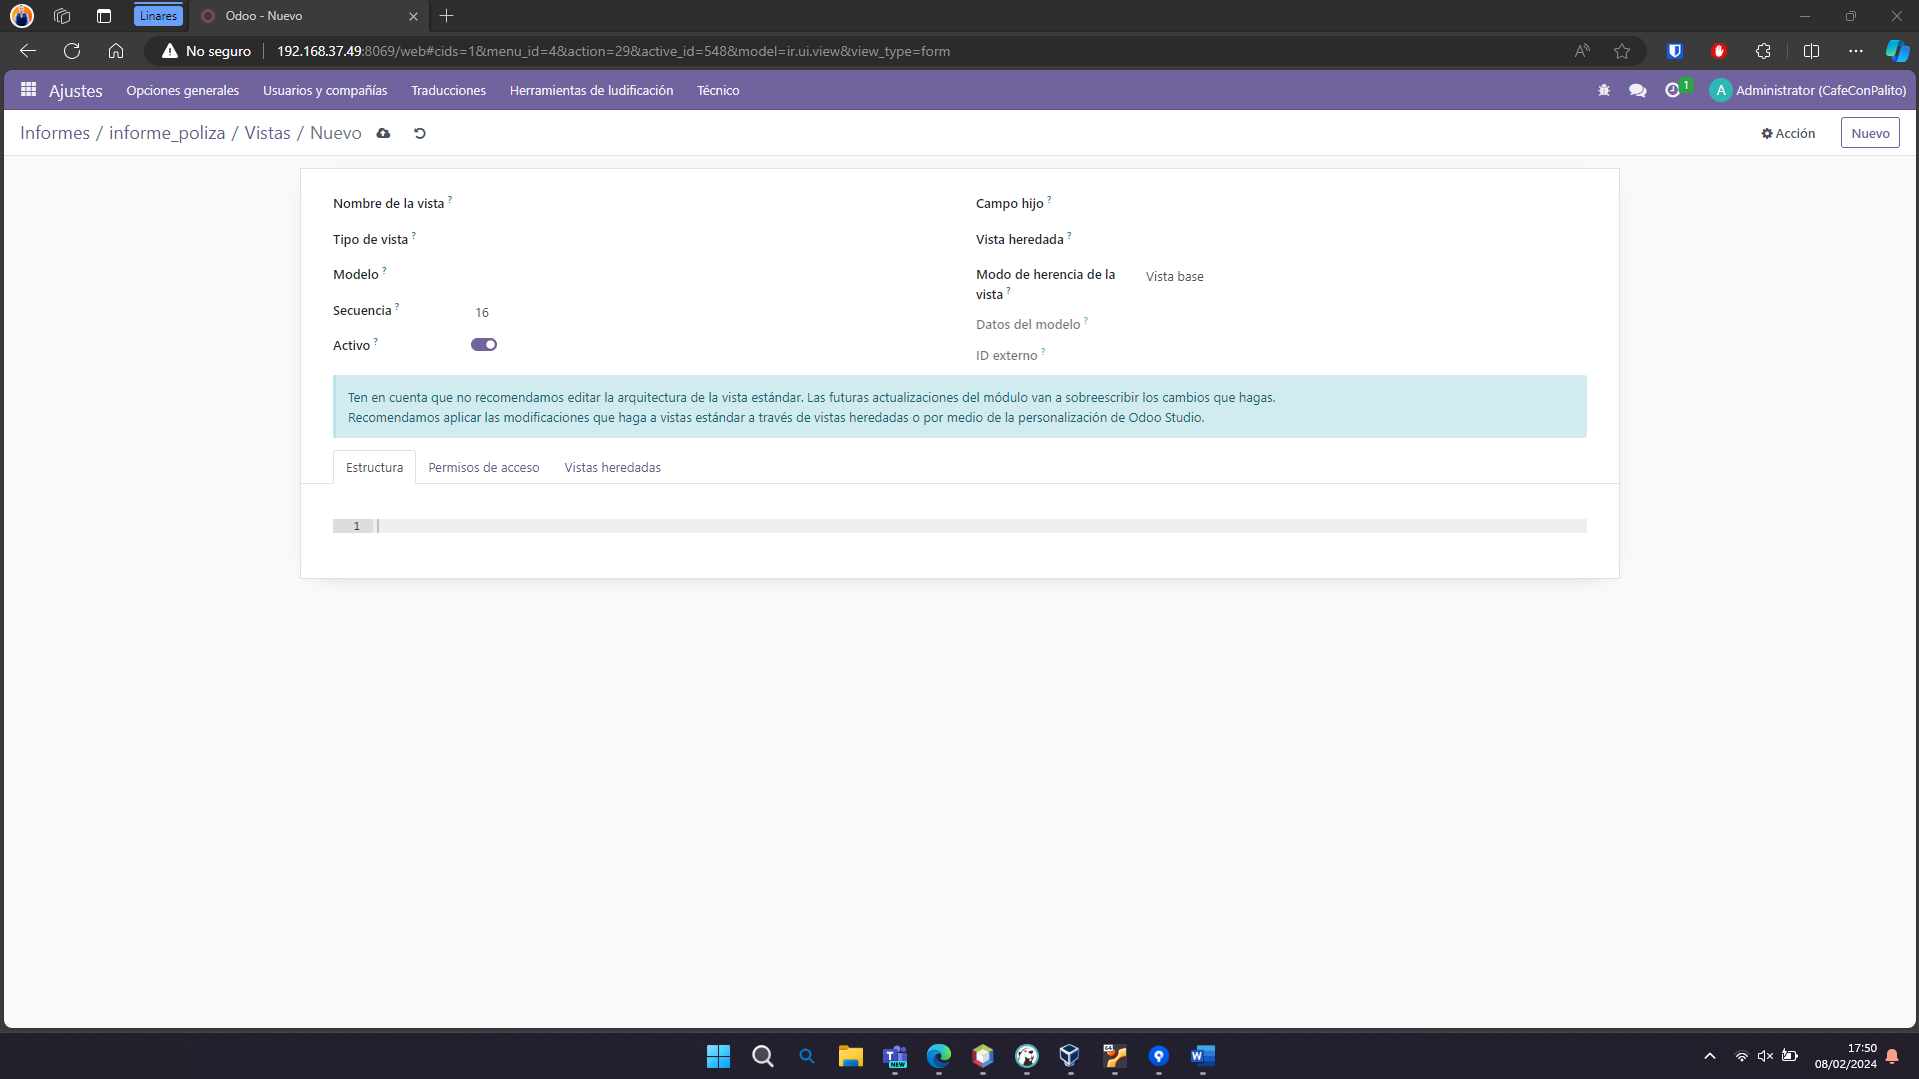 Linares
Odoo - Nuevo
No seguro
192.168.37.49:8069/web#cids=1&menu_id=4&action=29&active_id=548&model=ir.ui.view&view_type=form
Ajustes
Opciones generales
Usuarios y compañías
Traducciones
Herramientas de ludificación
Técnico
1
A
Administrator (CafeConPalito)
Informes / informe_poliza / Vistas / Nuevo
Acción
Nuevo
Nombre de la vista ?
Campo hijo ?
Tipo de vista ?
Vista heredada ?
Modelo ?
Modo de herencia de la
vista ?
Vista base
Secuencia ?
16
Datos del modelo ?
Activo ?
ID externo ?
Ten en cuenta que no recomendamos editar la arquitectura de la vista estándar. Las futuras actualizaciones del módulo van a sobreescribir los cambios que hagas.
Recomendamos aplicar las modificaciones que haga a vistas estándar a través de vistas heredadas o por medio de la personalización de Odoo Studio.
Estructura
Permisos de acceso
Vistas heredadas
1
NEW
64
17:50
08/02/2024